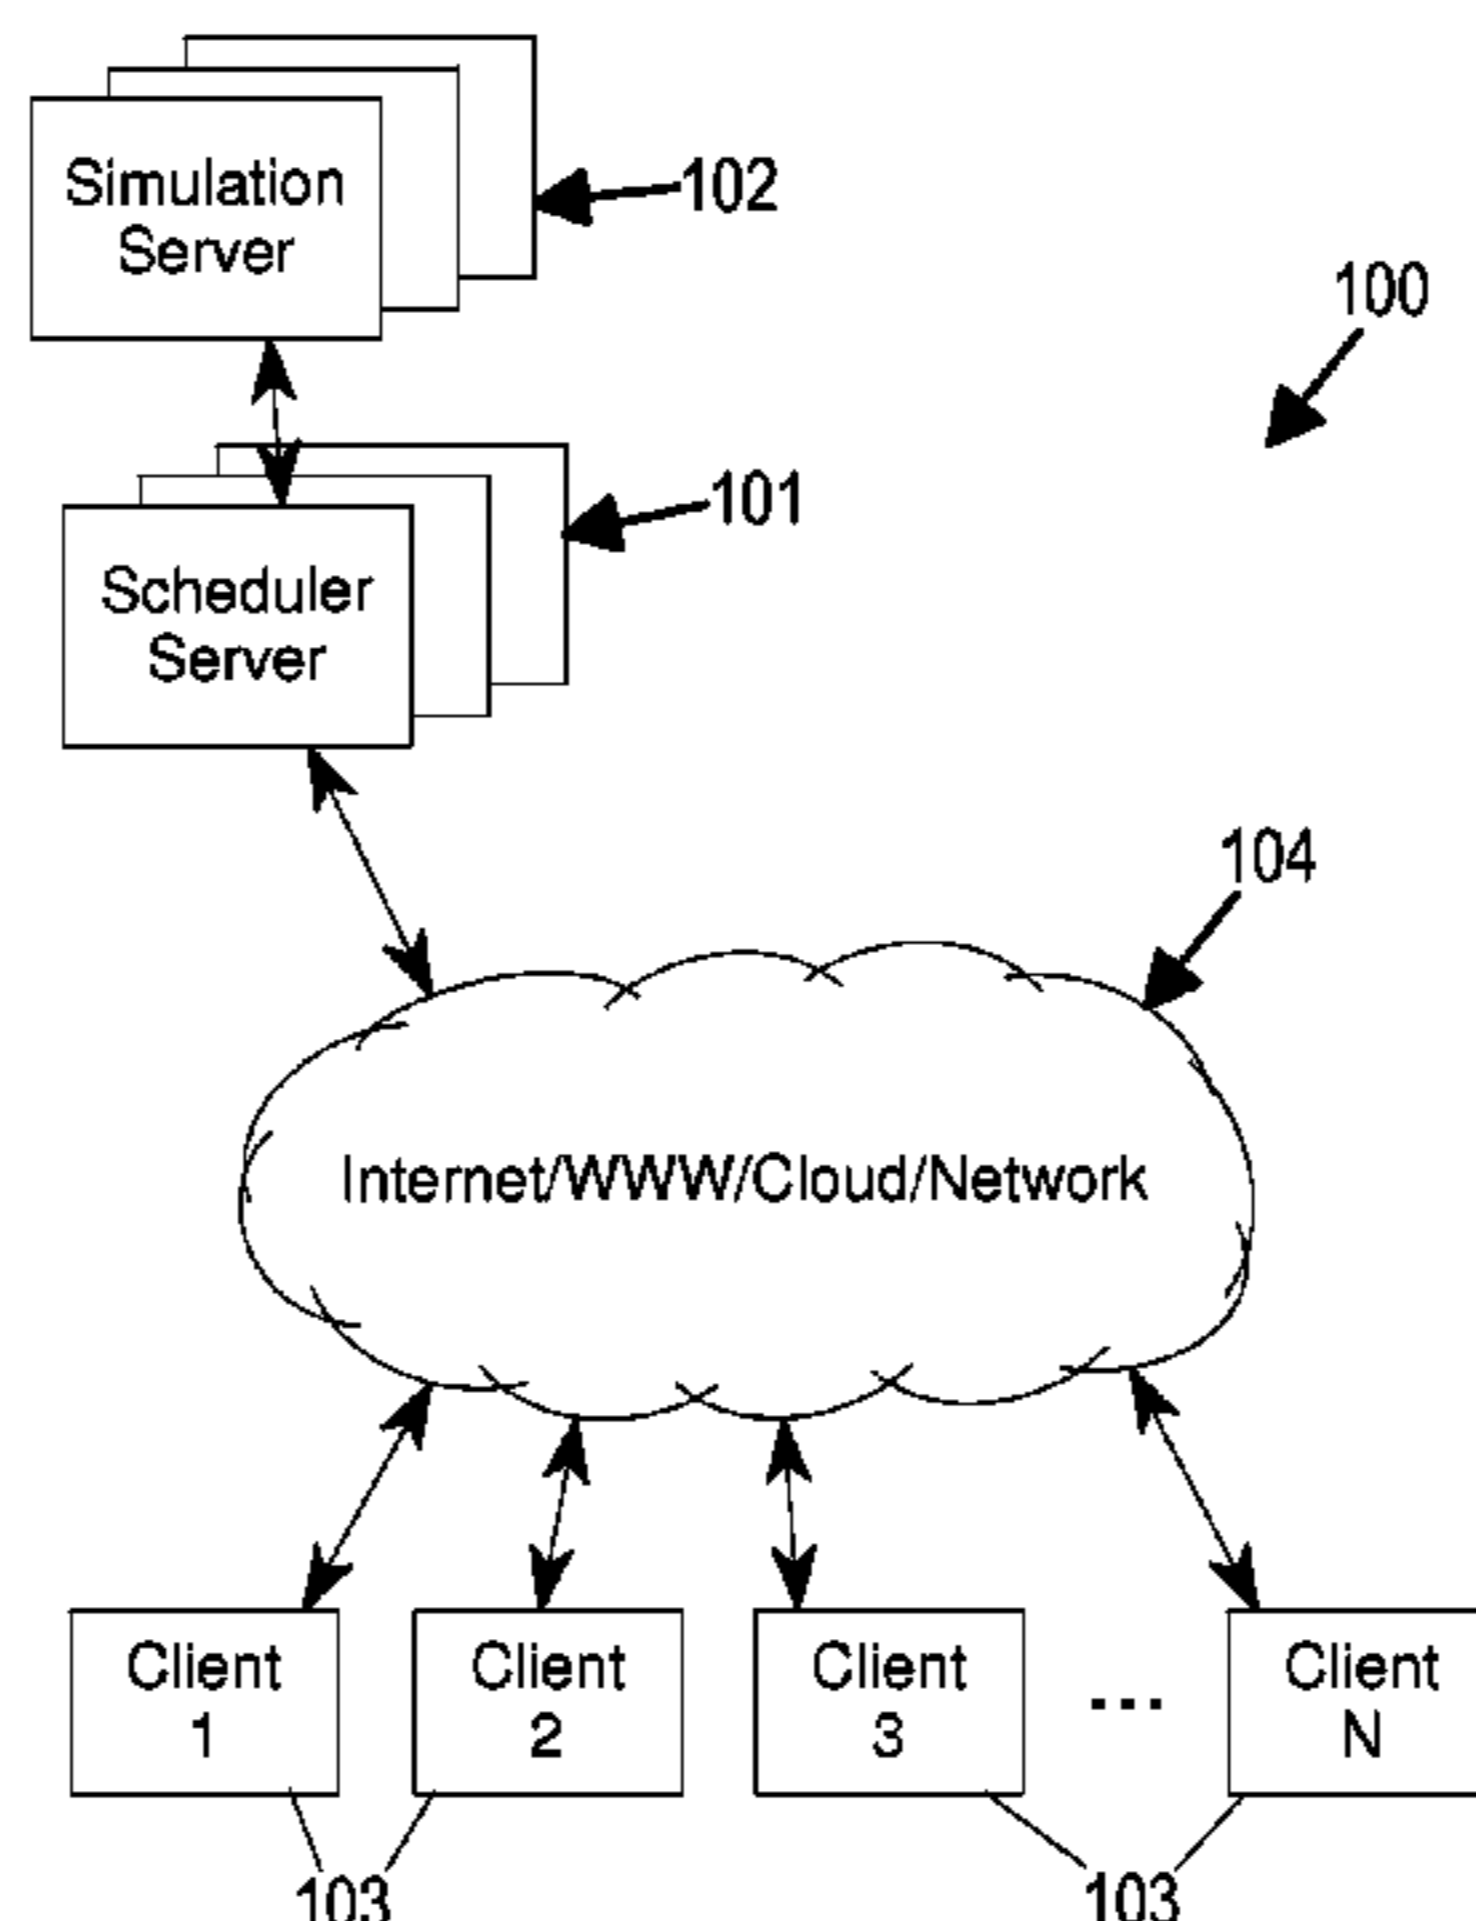 Simulation
Server
102
100
101
Scheduler
Server
104
Internet/WWW/Cloud/Network
Client
1
Client
2
Client
3
...
Client
N
103
103